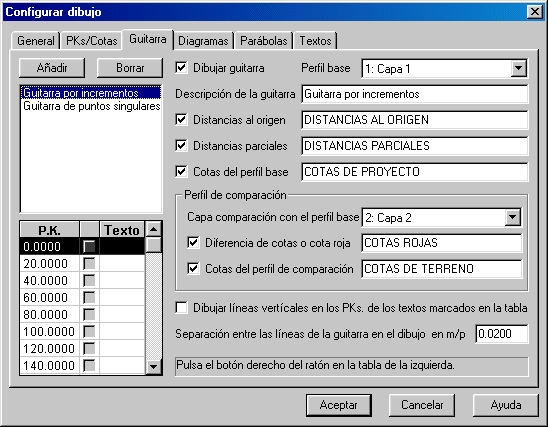 Configurar dibujo
General PKs/Cotas Guitarra Diagramas Parábolas Textos
Añadir Borrar
Guitarra por incrementos
Guitarra de puntos singulares
P.K. Texto
0.0000
20.0000
40.0000
60.0000
80.0000
100.0000
120.0000
140.0000
Dibujar guitarra Perfil base 1: Capa 1
Descripción de la guitarra Guitarra por incrementos
Distancias al origen DISTANCIAS AL ORIGEN
Distancias parciales DISTANCIAS PARCIALES
Cotas del perfil base COTAS DE PROYECTO
Perfil de comparación
Capa comparación con el perfil base 2: Capa 2
Diferencia de cotas o cota roja COTAS ROJAS
Cotas del perfil de comparación COTAS DE TERRENO
Dibujar líneas vertícales en los PKs. de los textos marcados en la tabla
Separación entre las líneas de la guitarra en el dibujo en m/p 0.0200
Pulsa el botón derecho del ratón en la tabla de la izquierda.
Aceptar Cancelar Ayuda